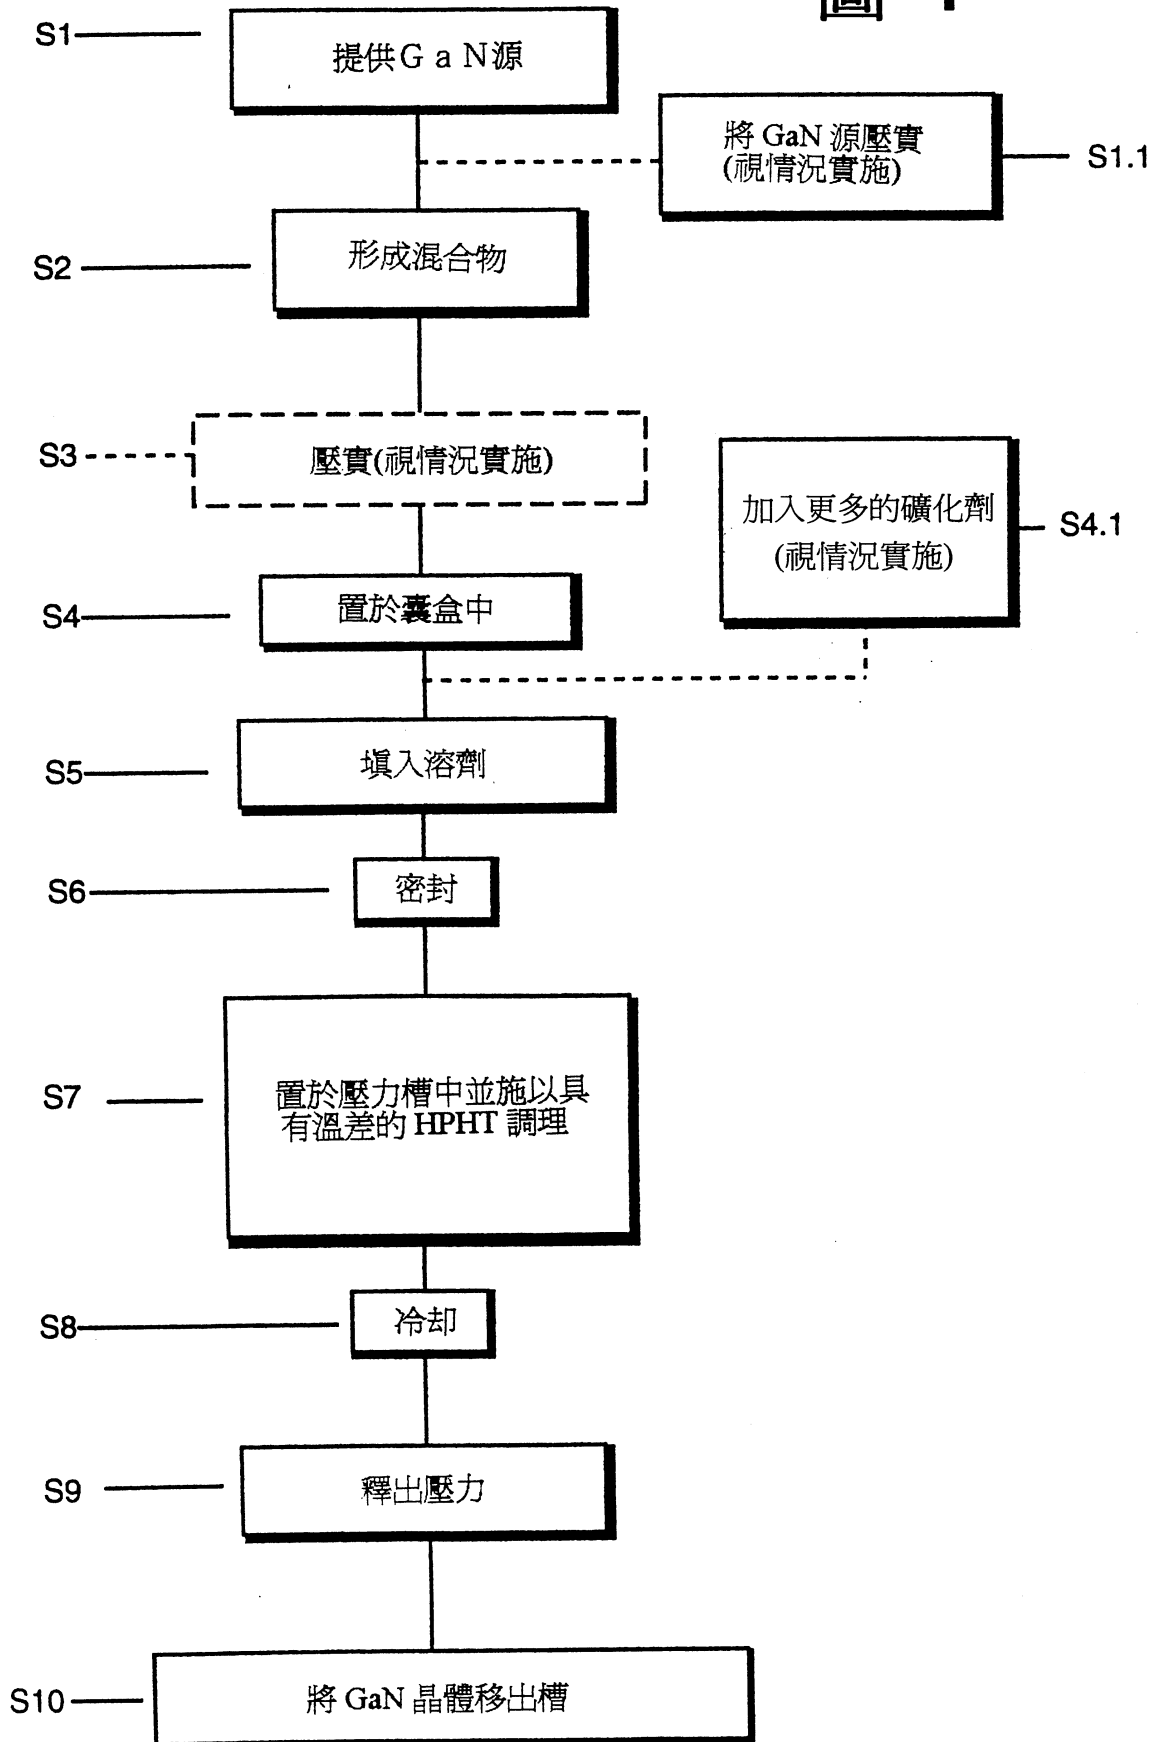 圖
S1
提供GaN源
將 GaN 源壓實
(視情況實施)
S1.1
S2
形成混合物
S3
壓實(視情況實施)
加入更多的礦化劑
(視情況實施)
S4.1
S4
置於囊盒中
S5
填入溶劑
S6
密封
S7
置於壓力槽中並施以具
有溫差的 HPHT 調理
S8
冷却
S9
釋出壓力
S10
將 GaN 晶體移出槽